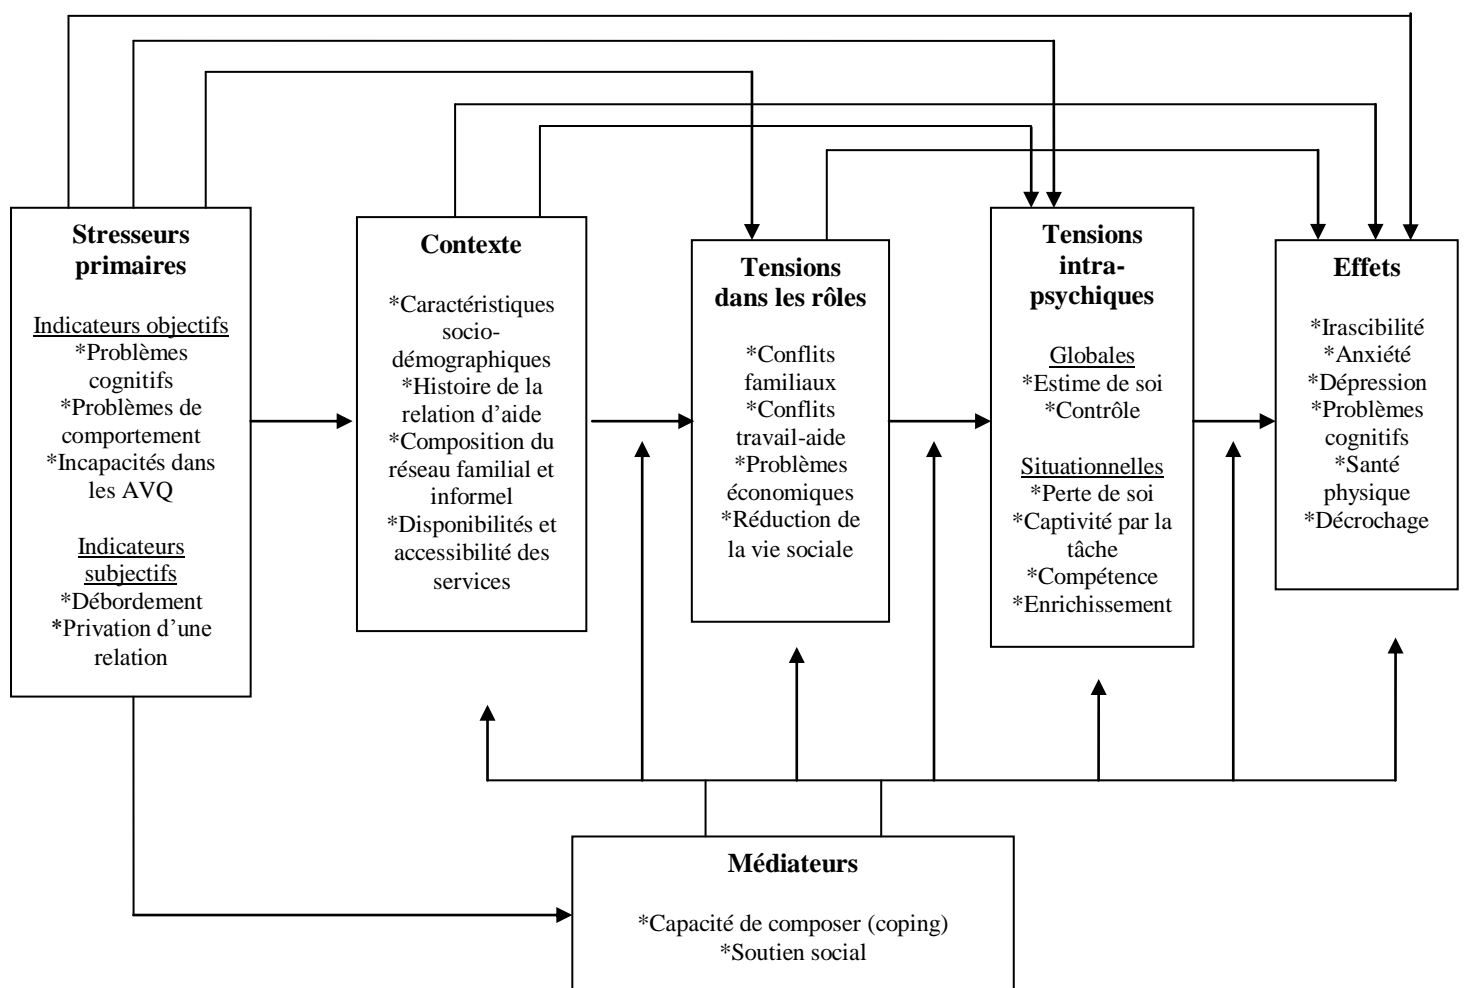 Stresseurs
primaires
Indicateurs objectifs
*Problèmes
cognitifs
*Problèmes de
comportement
*Incapacités dans
les AVQ
Indicateurs
subjectifs
*Débordement
*Privation d’une
relation
Contexte
*Caractéristiques
socio-
démographiques
*Histoire de la
relation d’aide
*Composition du
réseau familial et
informel
*Disponibilités et
accessibilité des
services
Tensions
dans les rôles
*Conflits
familiaux
*Conflits
travail-aide
*Problèmes
économiques
*Réduction de
la vie sociale
Tensions
intra-
psychiques
Globales
*Estime de soi
*Contrôle
Situationnelles
*Perte de soi
*Captivité par la
tâche
*Compétence
*Enrichissement
Effets
*Irascibilité
*Anxiété
*Dépression
*Problèmes
cognitifs
*Santé
physique
*Décrochage
Médiateurs
*Capacité de composer (coping)
*Soutien social